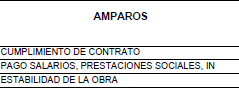 AMPAROS
CUMPLIMIENTO DE CONTRATO
PAGO SALARIOS, PRESTACIONES SOCIALES, IN
ESTABILIDAD DE LA OBRA